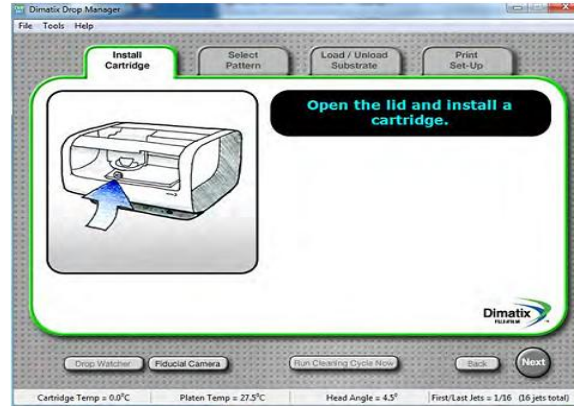 Dimatix Drop Manager
File Tools Help
Install
Cartridge
Select
Pattern
Load / Unload
Substrate
Print
Set-Up
Open the lid and install a
cartridge.
Dimatix
FUJIFILM
Drop Watcher
Fiducial Camera
Run Cleaning Cycle Now
Back
Next
Cartridge Temp = 0.0°C Platen Temp = 27.5°C Head Angle = 4.5° First/Last Jets = 1/16 (16 jets total)